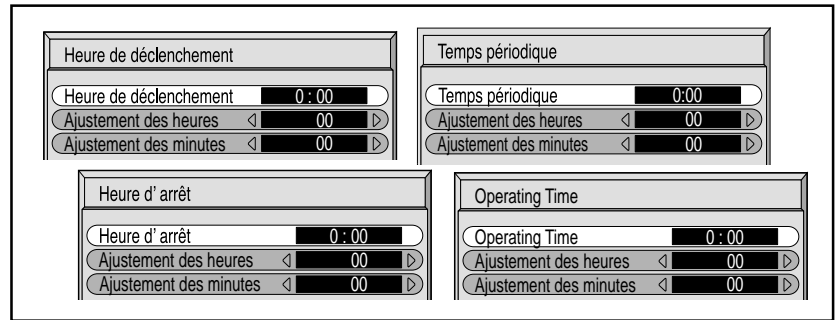 Heure de déclenchement
Heure de déclenchement 0 : 00
Ajustement des heures 00
Ajustement des minutes 00
Temps périodique
Temps périodique 0:00
Ajustement des heures 00
Ajustement des minutes 00
Heure d' arrêt
Heure d' arrêt 0 : 00
Ajustement des heures 00
Ajustement des minutes 00
Operating Time
Operating Time 0 : 00
Ajustement des heures 00
Ajustement des minutes 00